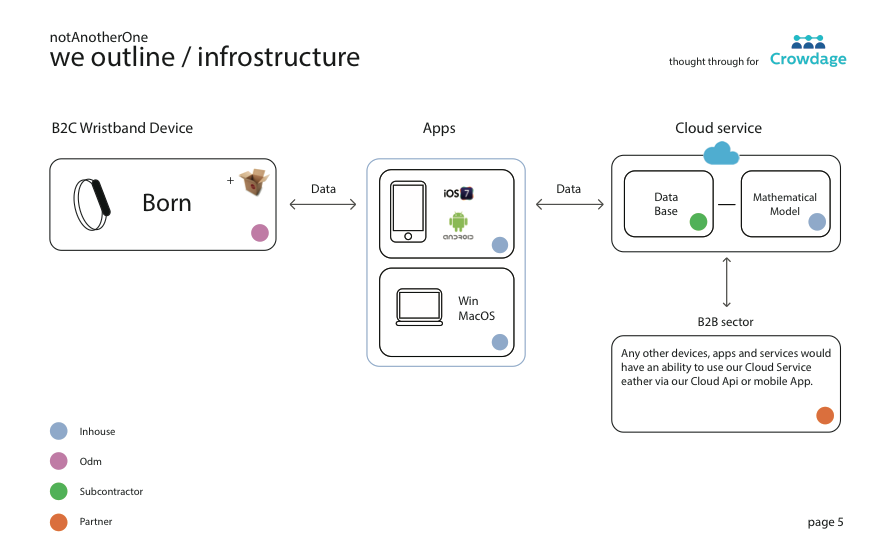 notAnotherOne
we outline / infrostructure
thought through for
Crowdage
B2C Wristband Device
Apps
Cloud service
Born
+
Data
iOS 7
ANDROID
Win
MacOS
Data
Data
Base
Mathematical
Model
B2B sector
Any other devices, apps and services would
have an ability to use our Cloud Service
eather via our Cloud Api or mobile App.
Inhouse
Odm
Subcontractor
Partner
page 5